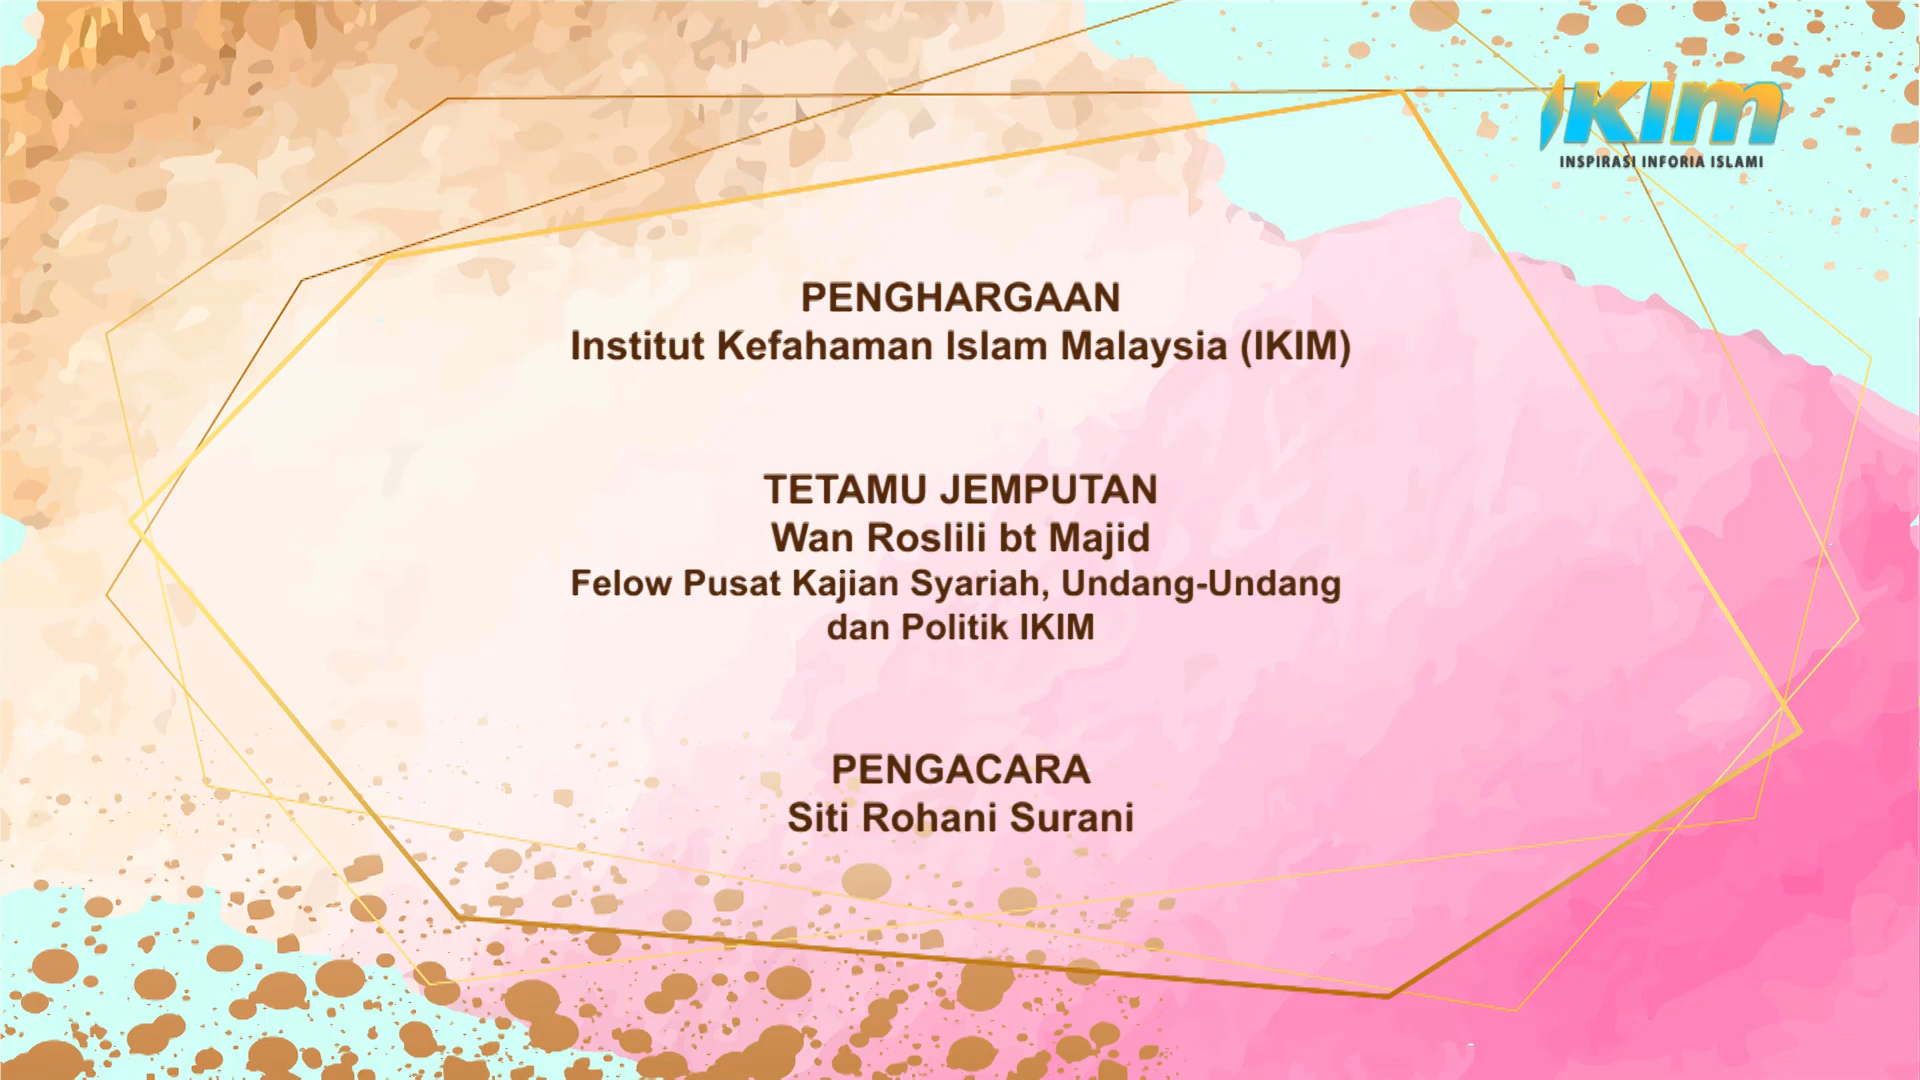 IKIM
INSPIRASI INFORIA ISLAMI
PENGHARGAAN
Institut Kefahaman Islam Malaysia (IKIM)
TETAMU JEMPUTAN
Wan Roslili bt Majid
Felow Pusat Kajian Syariah, Undang-Undang
dan Politik IKIM
PENGACARA
Siti Rohani Surani